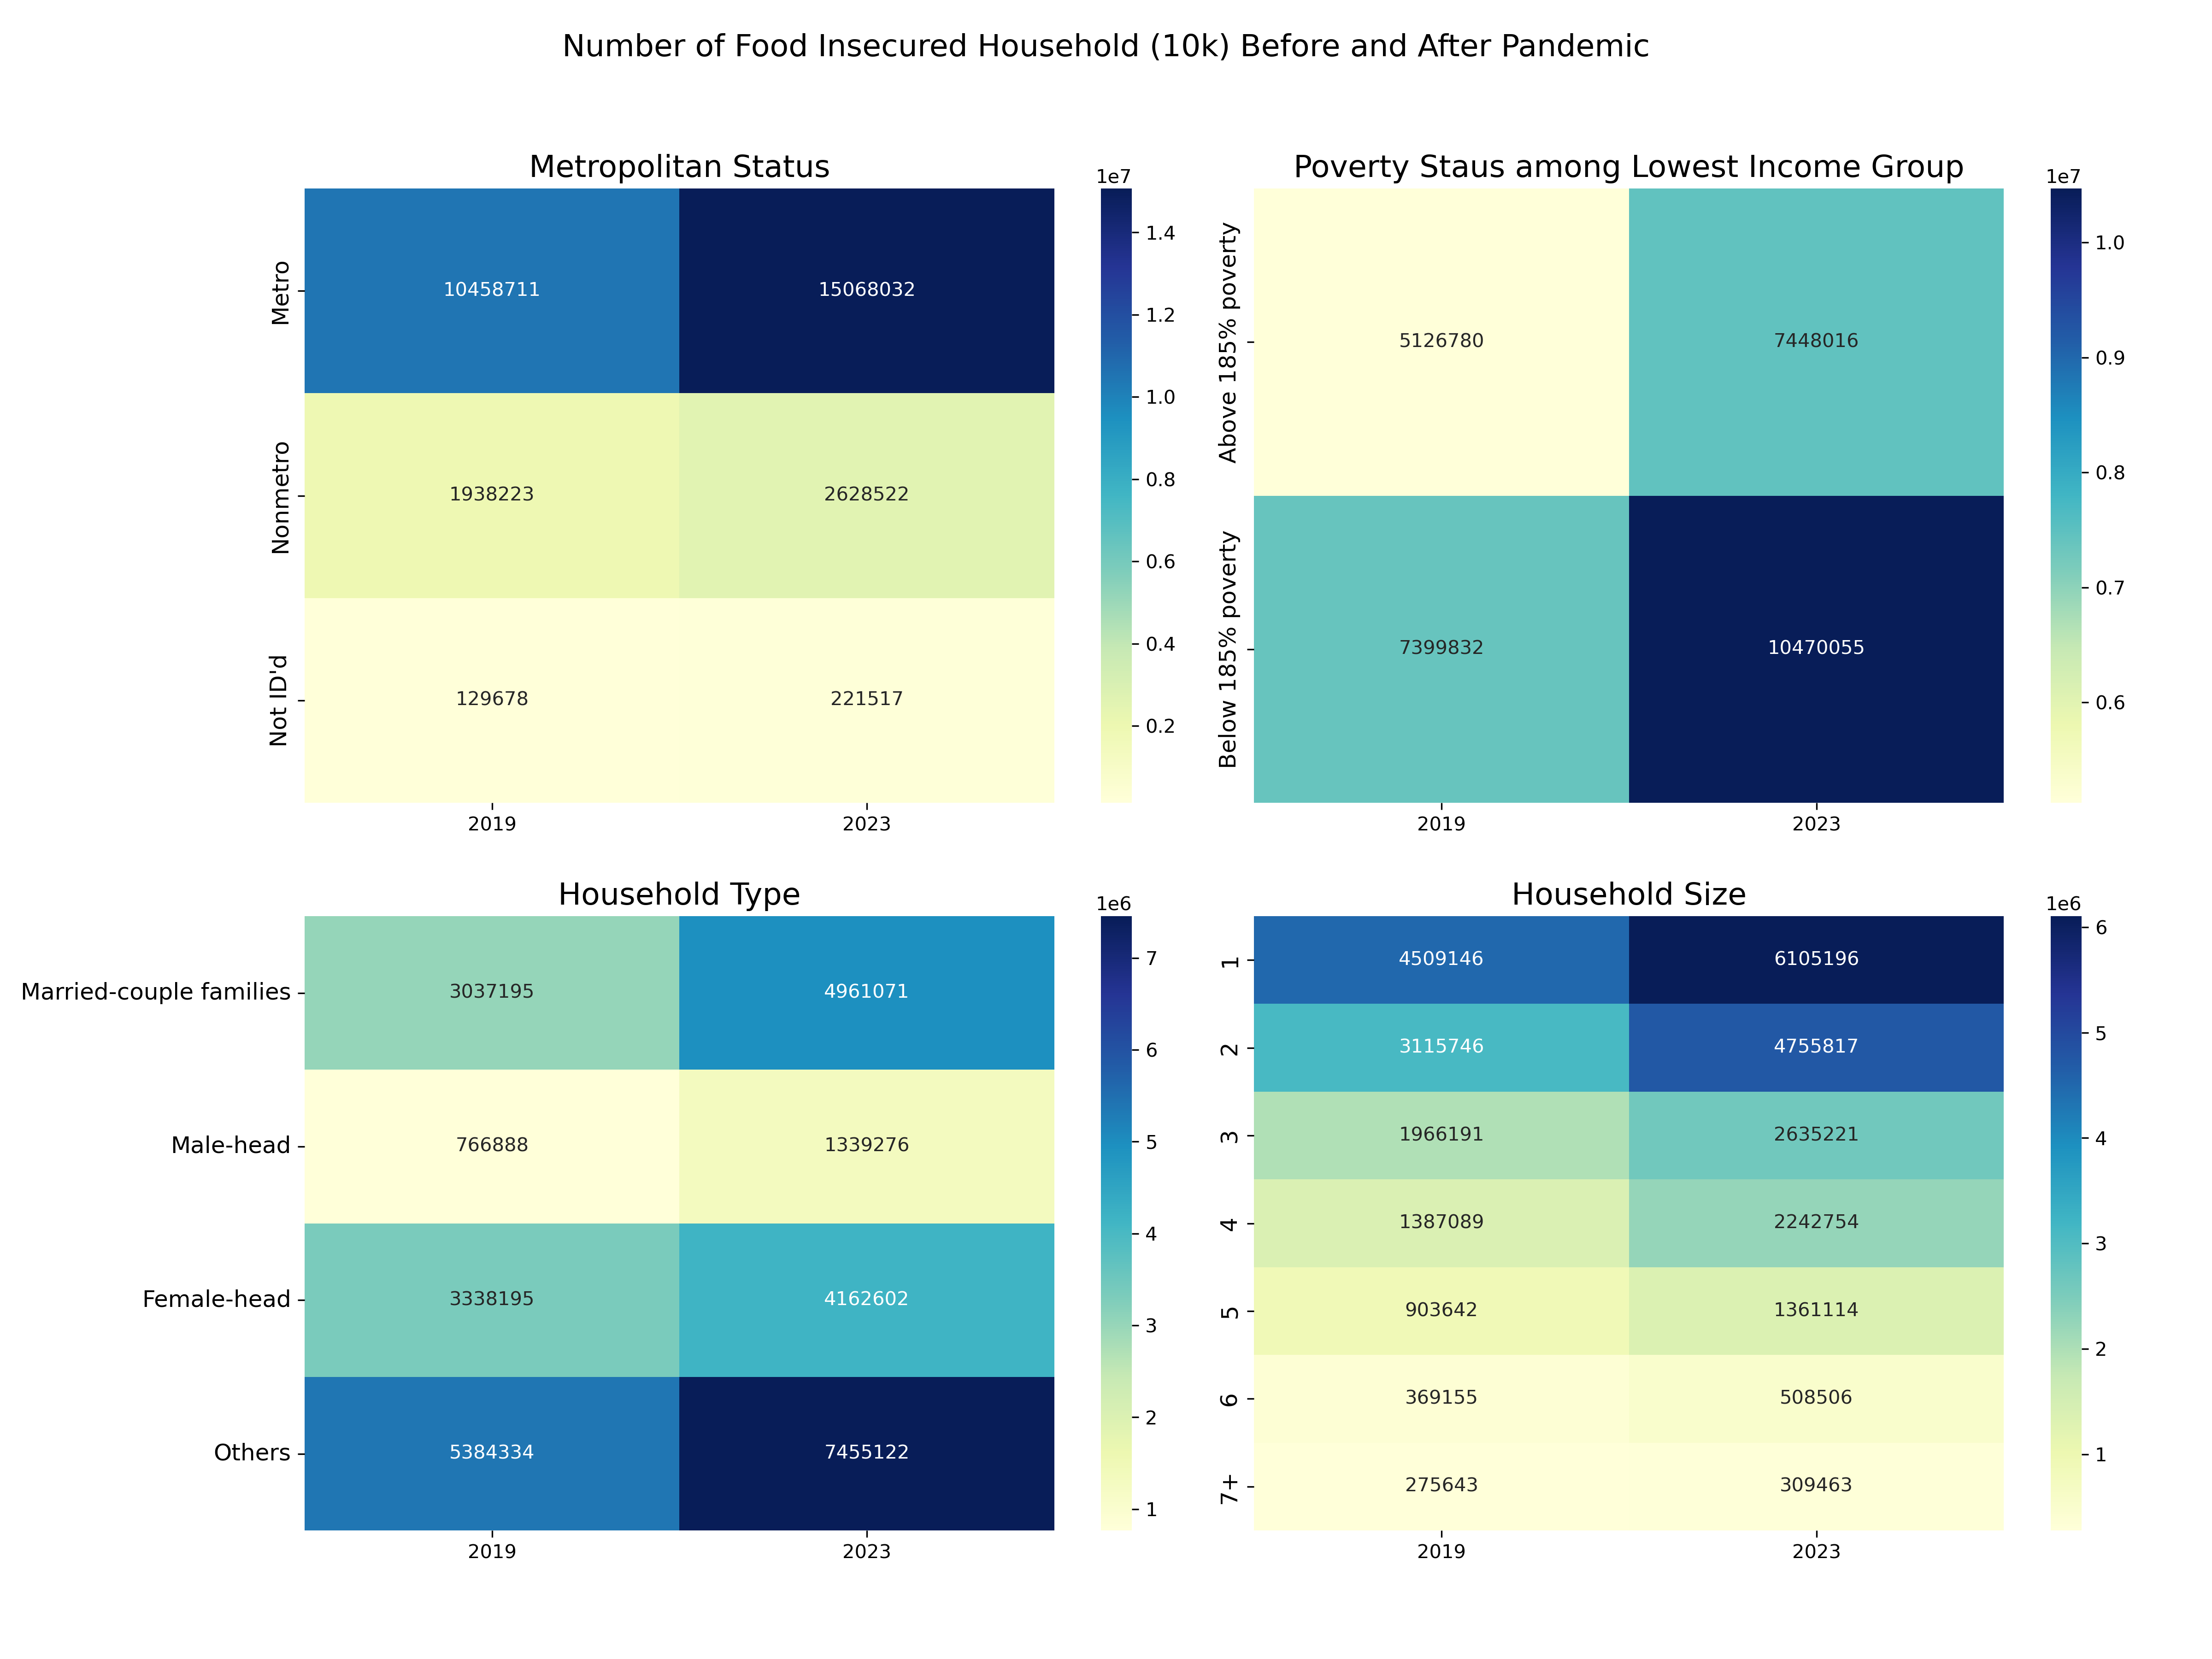 Number of Food Insecured Household (10k) Before and After Pandemic
Metropolitan Status
1e7
Metro
10458711 15068032
Nonmetro
1938223 2628522
Not ID'd
129678 221517
2019 2023
1.4
1.2
1.0
0.8
0.6
0.4
0.2
Poverty Staus among Lowest Income Group
1e7
Above 185% poverty
5126780 7448016
Below 185% poverty
7399832 10470055
2019 2023
1.0
0.9
0.8
0.7
0.6
Household Type
1e6
Married-couple families 3037195 4961071
Male-head 766888 1339276
Female-head 3338195 4162602
Others 5384334 7455122
2019 2023
7
6
5
4
3
2
1
Household Size
1e6
1 4509146 6105196
2 3115746 4755817
3 1966191 2635221
4 1387089 2242754
5 903642 1361114
6 369155 508506
7+ 275643 309463
2019 2023
6
5
4
3
2
1